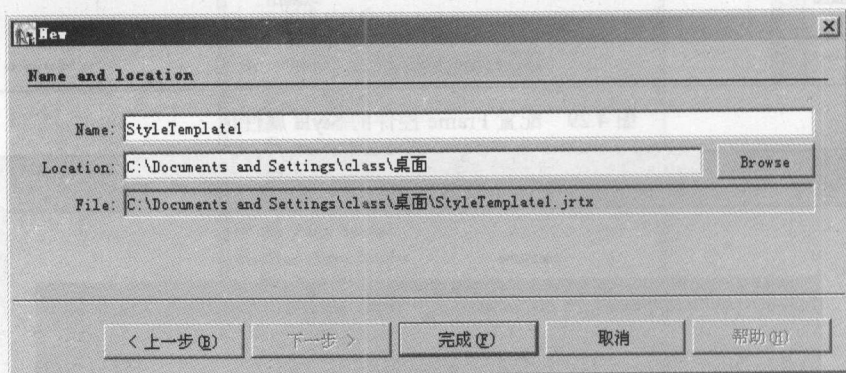 New
Name and location
Name: StyleTemplate1
Location: C:\Documents and Settings\class\桌面 Browse
File: C:\Documents and Settings\class\桌面\StyleTemplate1.jrtx
< 上一步(B) 下一步 > 完成(F) 取消 帮助(H)